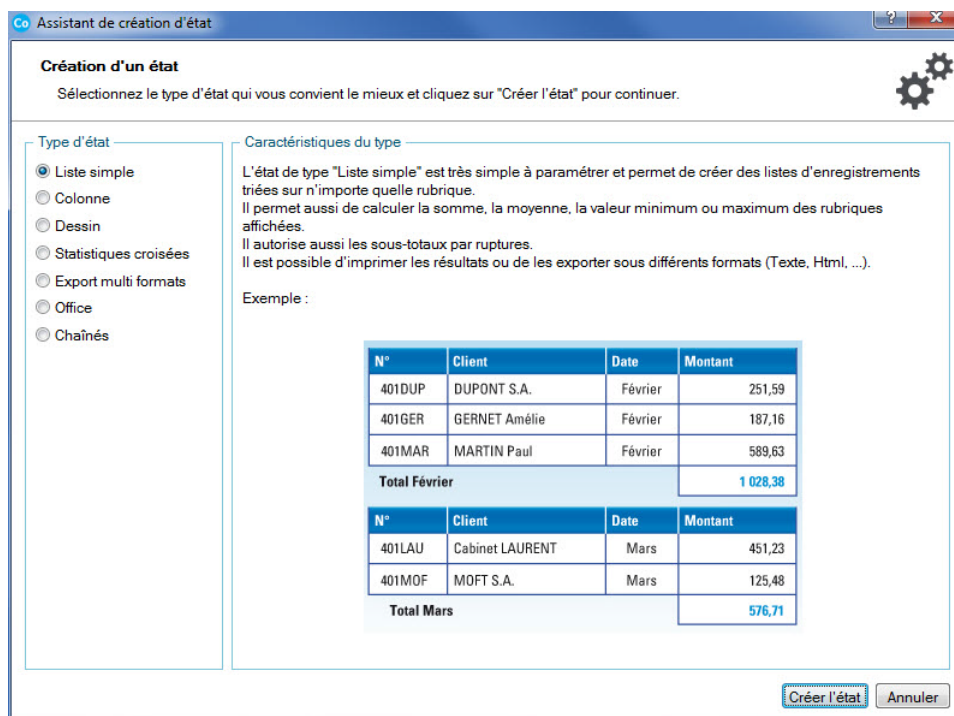 Co Assistant de création d'état
?
X
Création d'un état
Sélectionnez le type d'état qui vous convient le mieux et cliquez sur "Créer l'état" pour continuer.
Type d'état
Liste simple
Colonne
Dessin
Statistiques croisées
Export multi formats
Office
Chaînés
Caractéristiques du type
L'état de type "Liste simple" est très simple à paramétrer et permet de créer des listes d'enregistrements
triées sur n'importe quelle rubrique.
Il permet aussi de calculer la somme, la moyenne, la valeur minimum ou maximum des rubriques
affichées.
Il autorise aussi les sous-totaux par ruptures.
Il est possible d'imprimer les résultats ou de les exporter sous différents formats (Texte, Html, ...).
Exemple :
N° Client Date Montant
401DUP DUPONT S.A. Février 251,59
401GER GERNET Amélie Février 187,16
401MAR MARTIN Paul Février 589,63
Total Février 1 028,38
N° Client Date Montant
401LAU Cabinet LAURENT Mars 451,23
401MOF MOFT S.A. Mars 125,48
Total Mars 576,71
Créer l'état Annuler